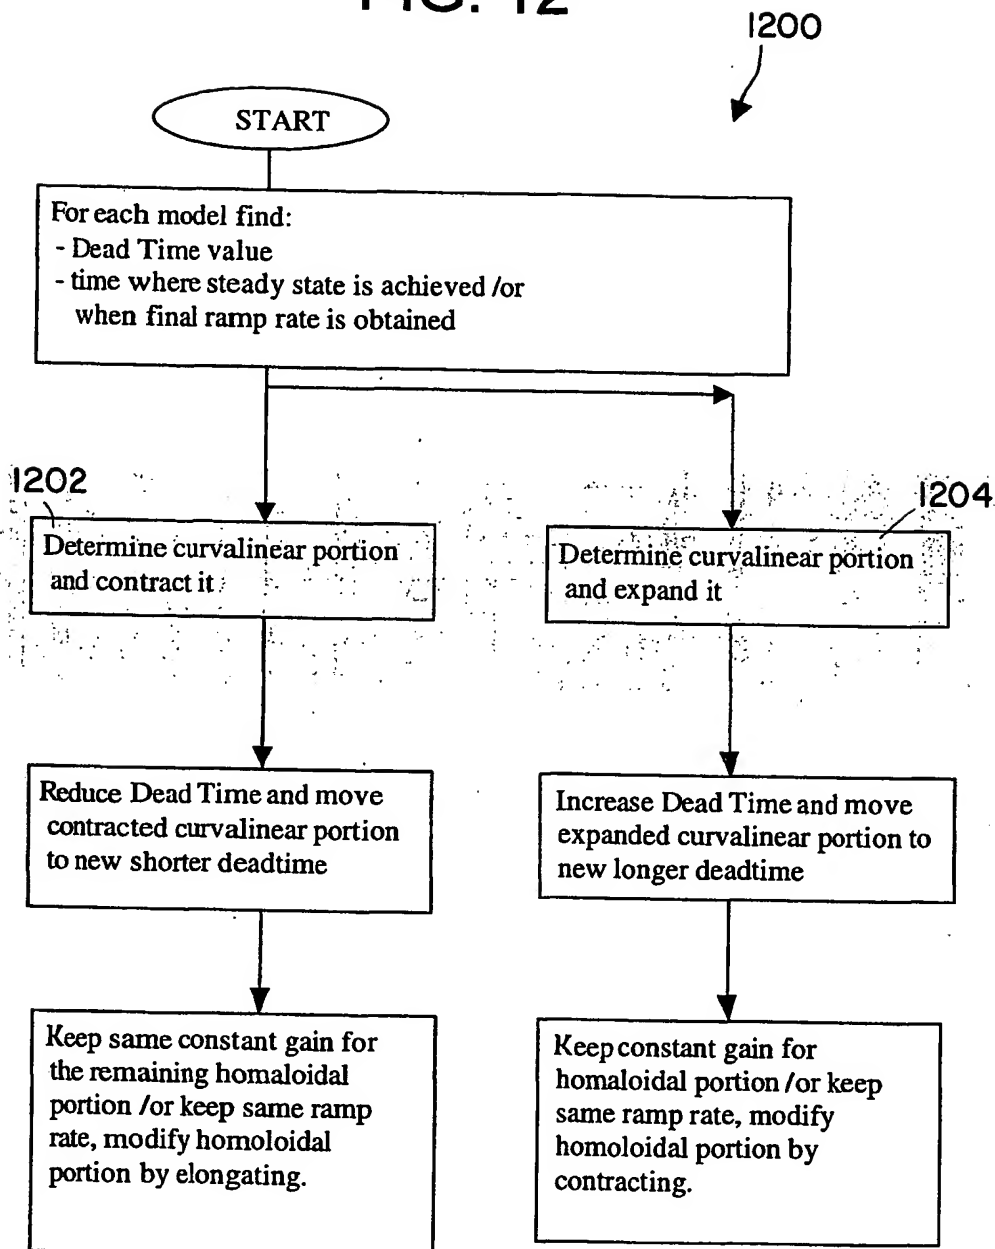 FIG. 12
1200
START
For each model find:
- Dead Time value
- time where steady state is achieved /or
when final ramp rate is obtained
1202
Determine curvalinear portion
and contract it
1204
Determine curvalinear portion
and expand it
Reduce Dead Time and move
contracted curvalinear portion
to new shorter deadtime
Increase Dead Time and move
expanded curvalinear portion to
new longer deadtime
Keep same constant gain for
the remaining homaloidal
portion /or keep same ramp
rate, modify homoloidal
portion by elongating.
Keep constant gain for
homaloidal portion /or keep
same ramp rate, modify
homoloidal portion by
contracting.